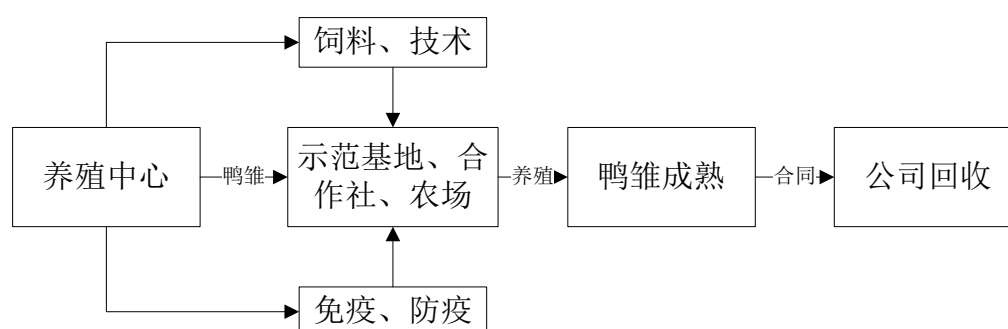 饲料、技术
养殖中心
鸭雏
示范基地、合
作社、农场
养殖
鸭雏成熟
合同
公司回收
免疫、防疫